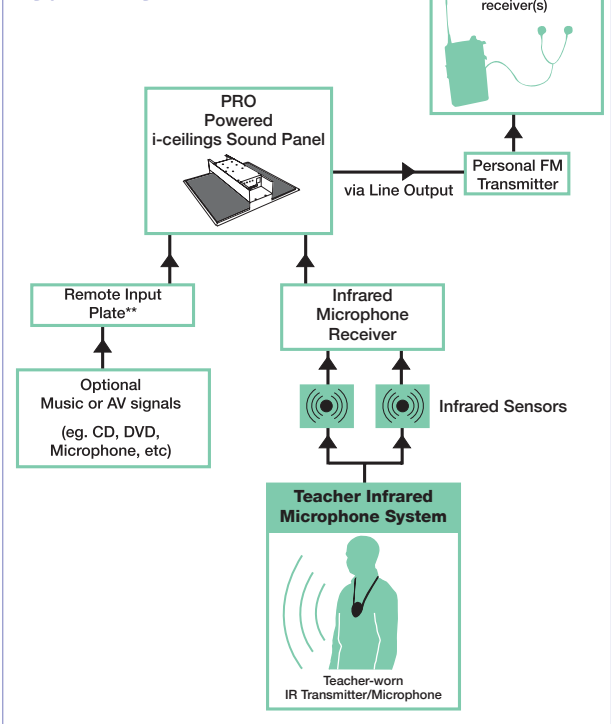 receiver(s)
PRO
Powered
i-ceilings Sound Panel
via Line Output
Personal FM
Transmitter
Remote Input
Plate**
Infrared
Microphone
Receiver
Optional
Music or AV signals
(eg. CD, DVD,
Microphone, etc)
Infrared Sensors
Teacher Infrared
Microphone System
Teacher-worn
IR Transmitter/Microphone